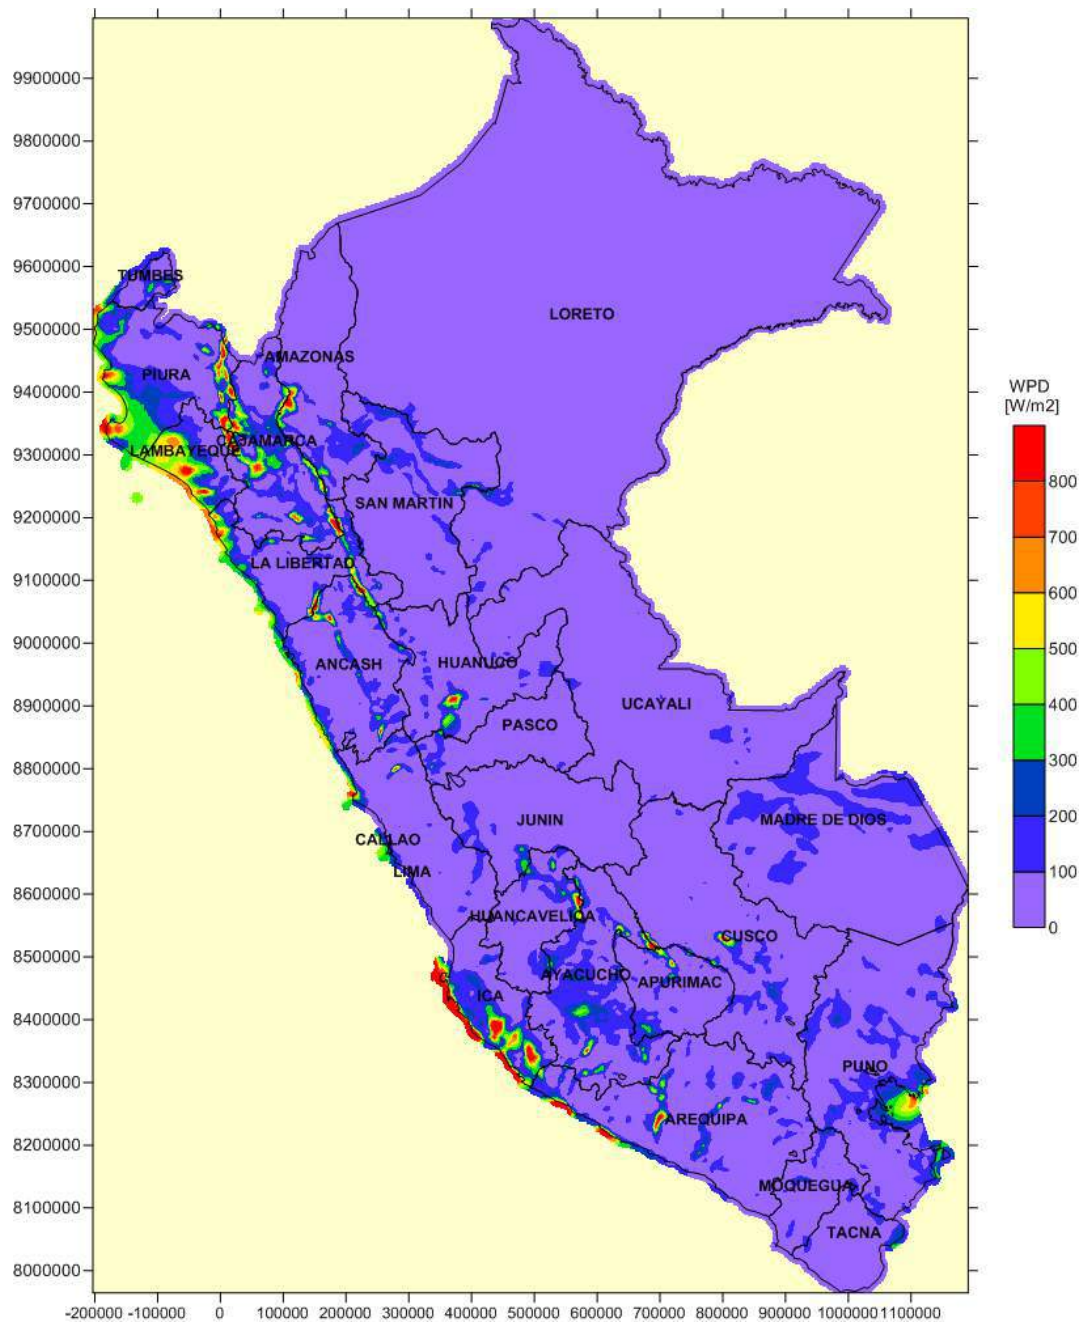 9900000
9800000
9700000
9600000
9500000
9400000
9300000
9200000
9100000
9000000
8900000
8800000
8700000
8600000
8500000
8400000
8300000
8200000
8100000
8000000
TUMBES
LORETO
AMAZONAS
PIURA
CAJAMARCA
LAMBAYEQUE
SAN MARTIN
LA LIBERTAD
ANCASH
HUANUCO
UCAYALI
PASCO
JUNIN
MADRE DE DIOS
CALLAO
LIMA
HUANCAVELICA
CUSCO
AYACUCHO
APURIMAC
ICA
PUNO
AREQUIPA
MOQUEGUA
TACNA
WPD
[W/m2]
800
700
600
500
400
300
200
100
0
-200000 -100000 0 100000 200000 300000 400000 500000 600000 700000 800000 900000 1000000 1100000